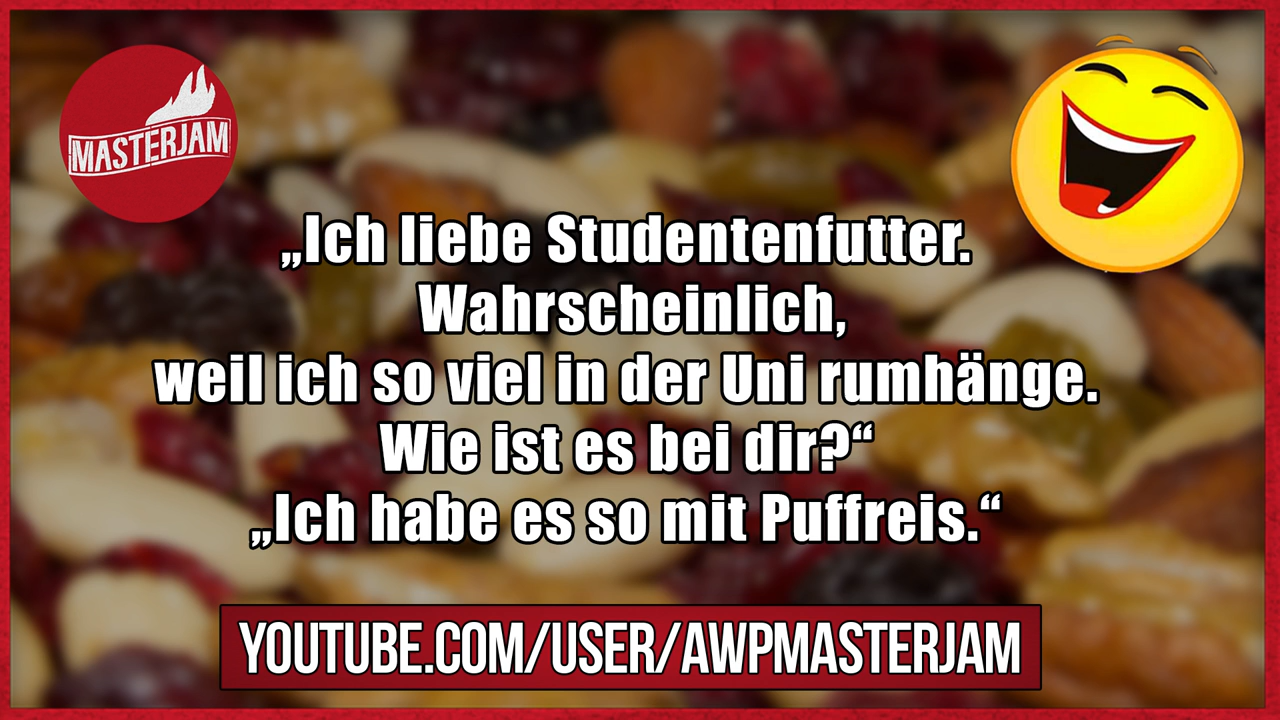 MASTERJAM
„Ich liebe Studentenfutter.
Wahrscheinlich,
weil ich so viel in der Uni rumhänge.
Wie ist es bei dir?“
„Ich habe es so mit Puffreis.“
YOUTUBE.COM/USER/AWPMASTERJAM